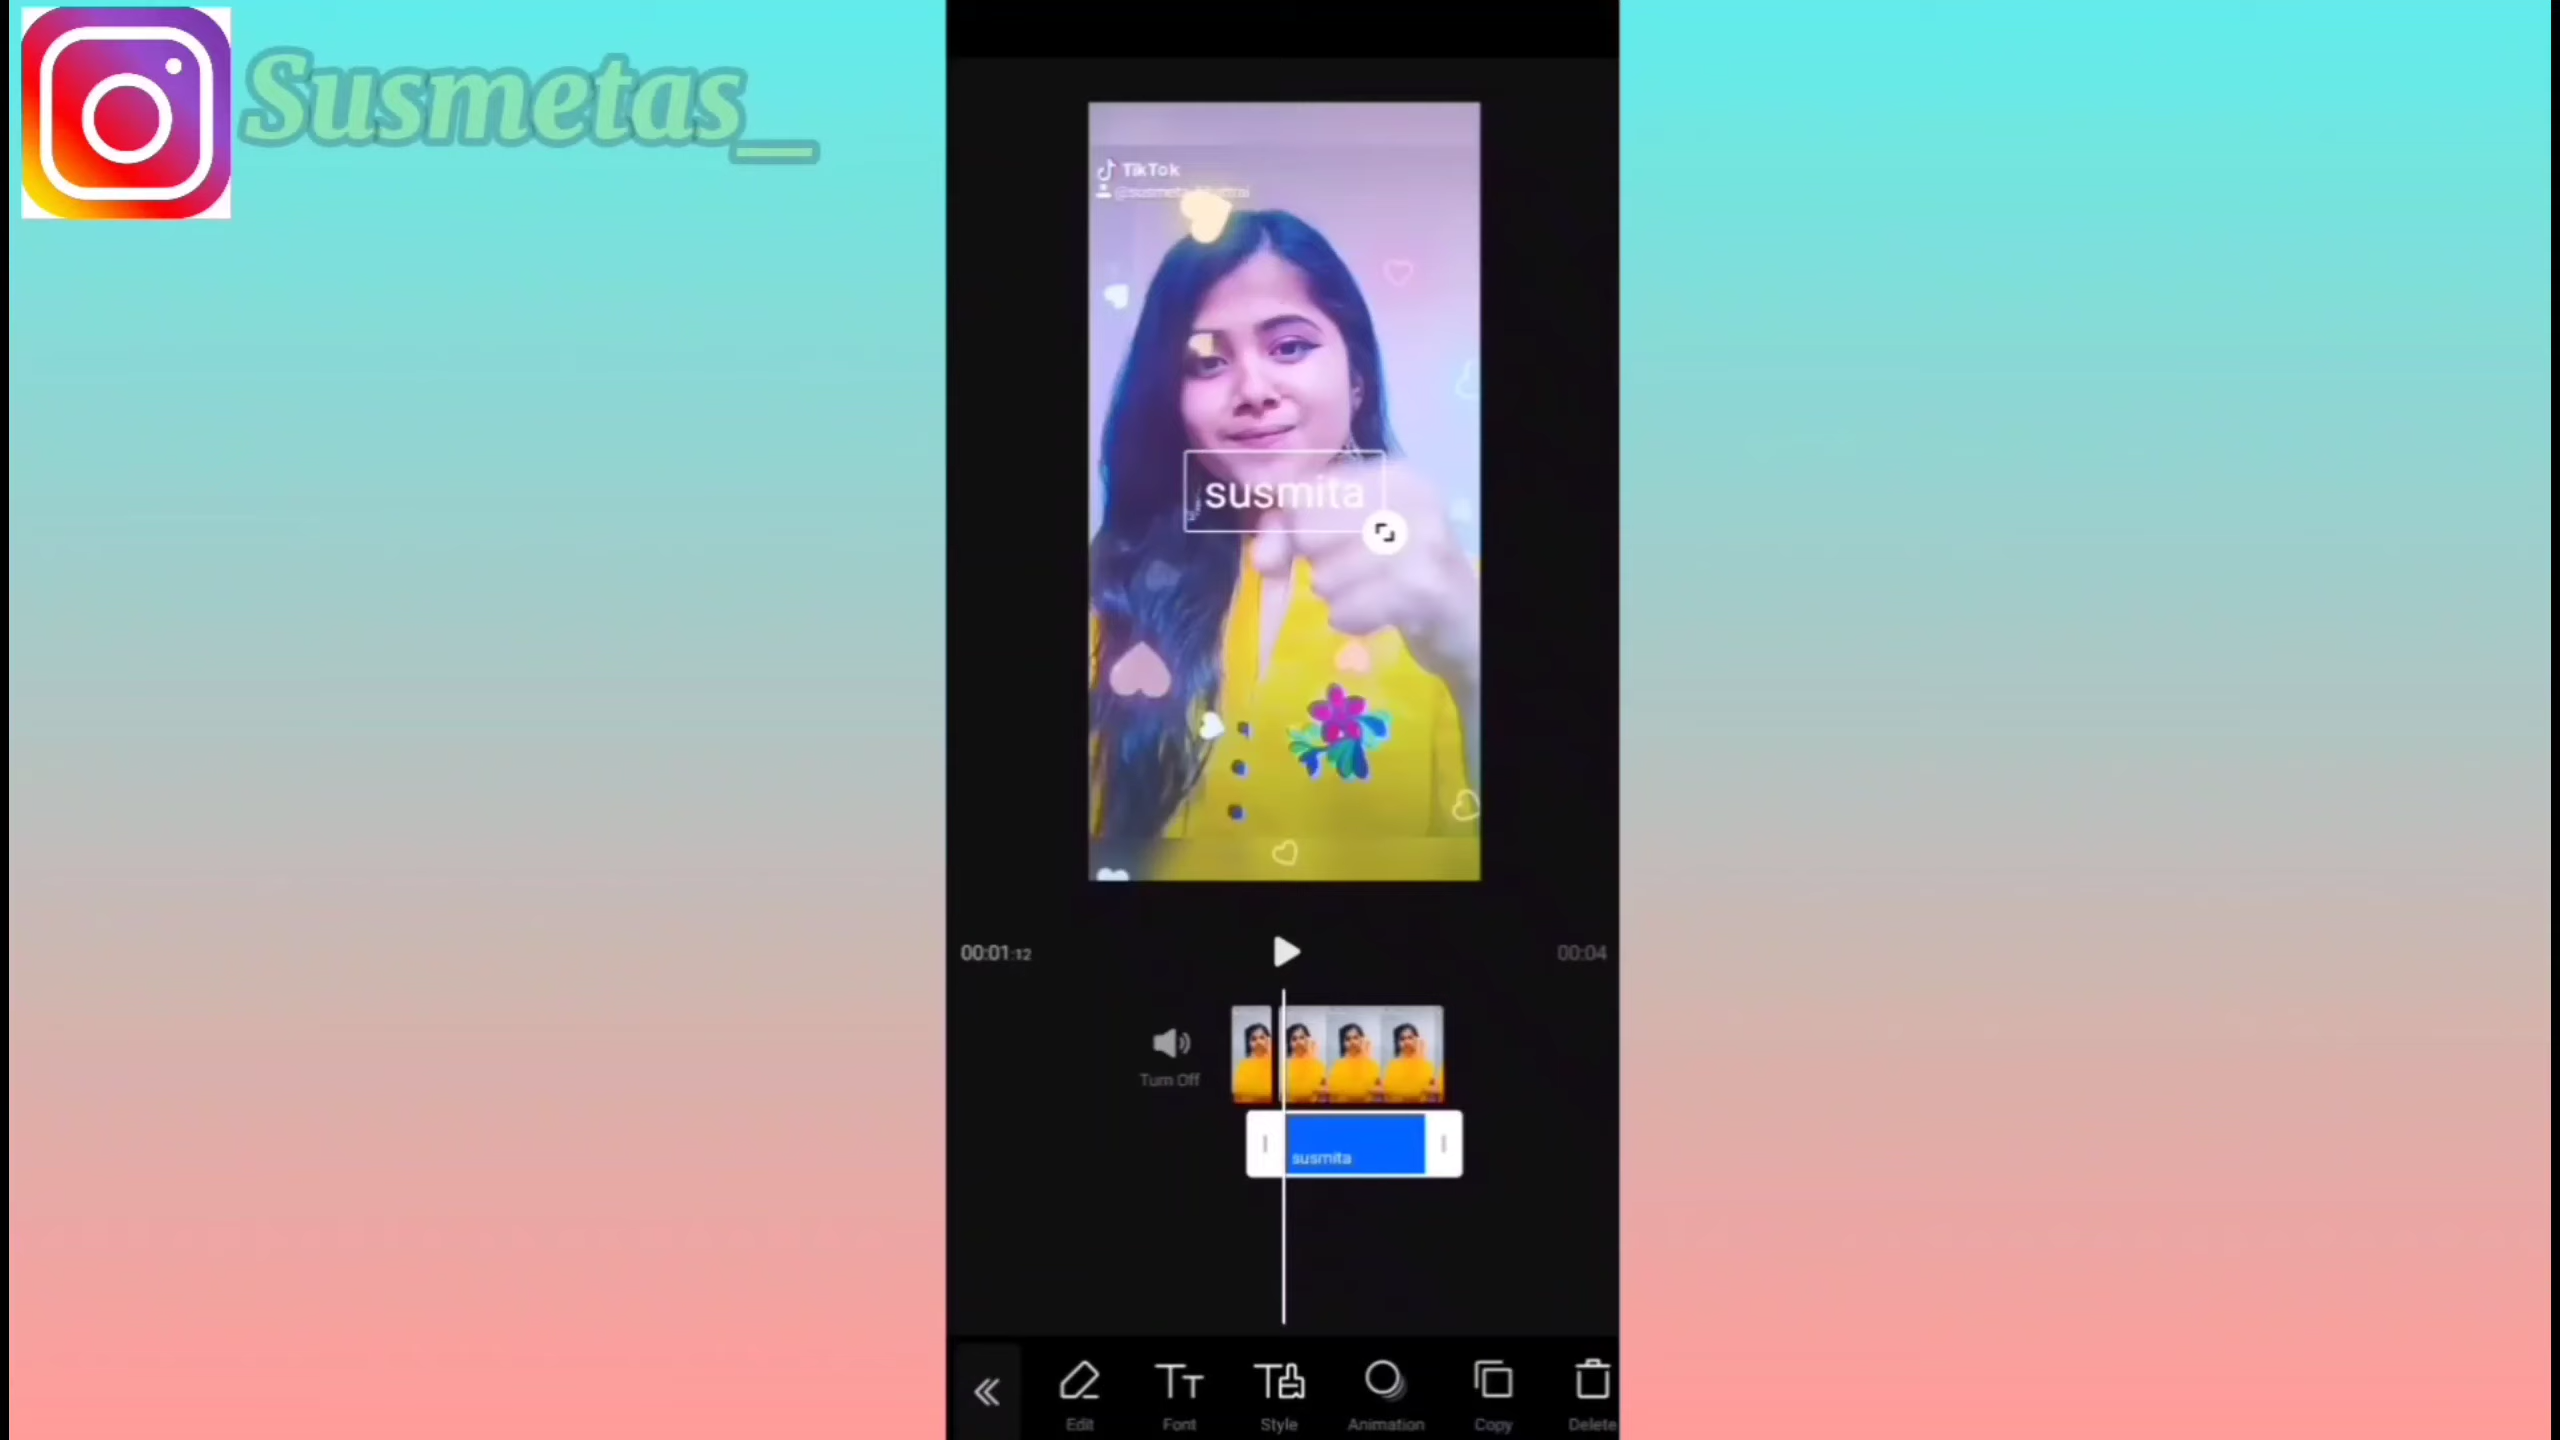 Susmetas_
TikTok
susmita
00:01:12
00:04
Turn Off
susmita
Edit
Font
Style
Animation
Copy
Delete